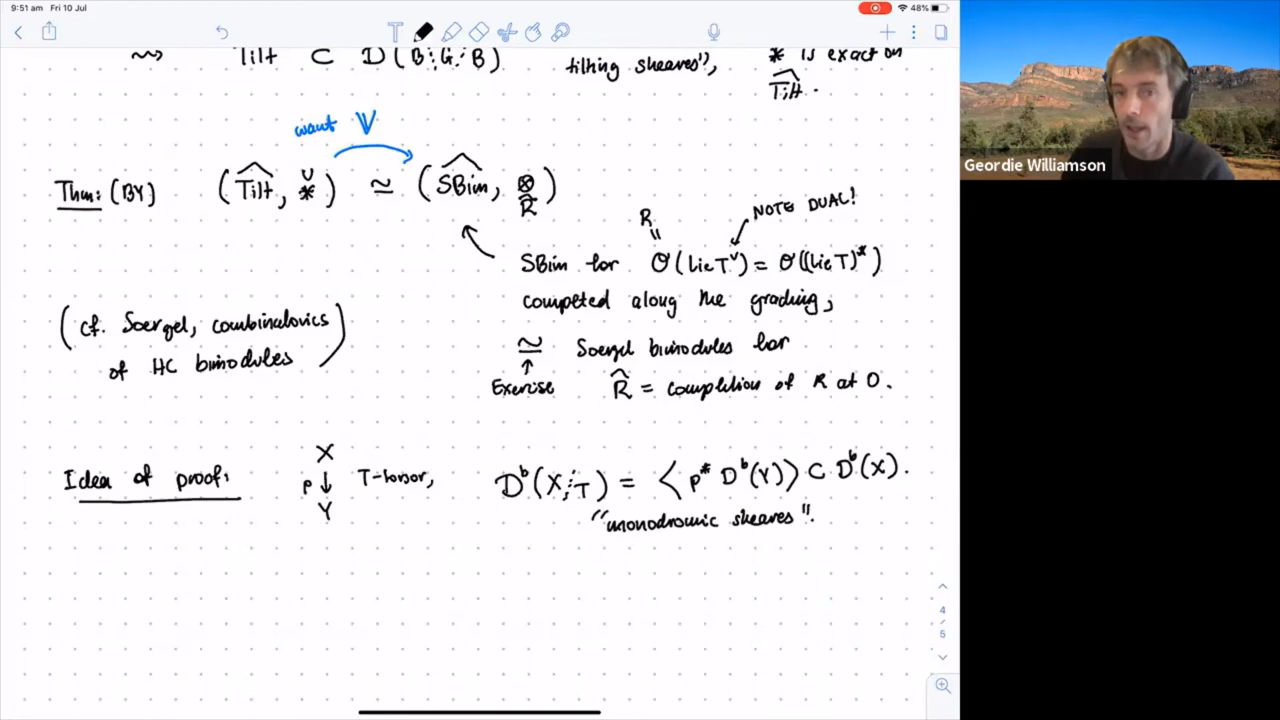 9:51 am Fri 10 Jul
48%
⇝ Tilt ⊂ D(B⋮G⋮B) tilting sheaves", * is exact on
T̂ilt.
want 𝕍
Thm: (BY) (T̂ilt, *̌) ≃ (ŜBim, ⊗_R̂)
R NOTE DUAL!
SBim for O(Lie T^∨) = O((Lie T)^*)
completed along the grading,
(cf. Soergel, combinatorics
of HC bimodules)
≅ Soergel bimodules for
Exercise R̂ = completion of R at 0.
Idea of proof: X
p ↓ T-torsor, D^b(X⋮T) = ⟨p^* D^b(Y)⟩ ⊂ D^b(X).
Y
"monodromic sheaves".
4
/
5
Geordie Williamson